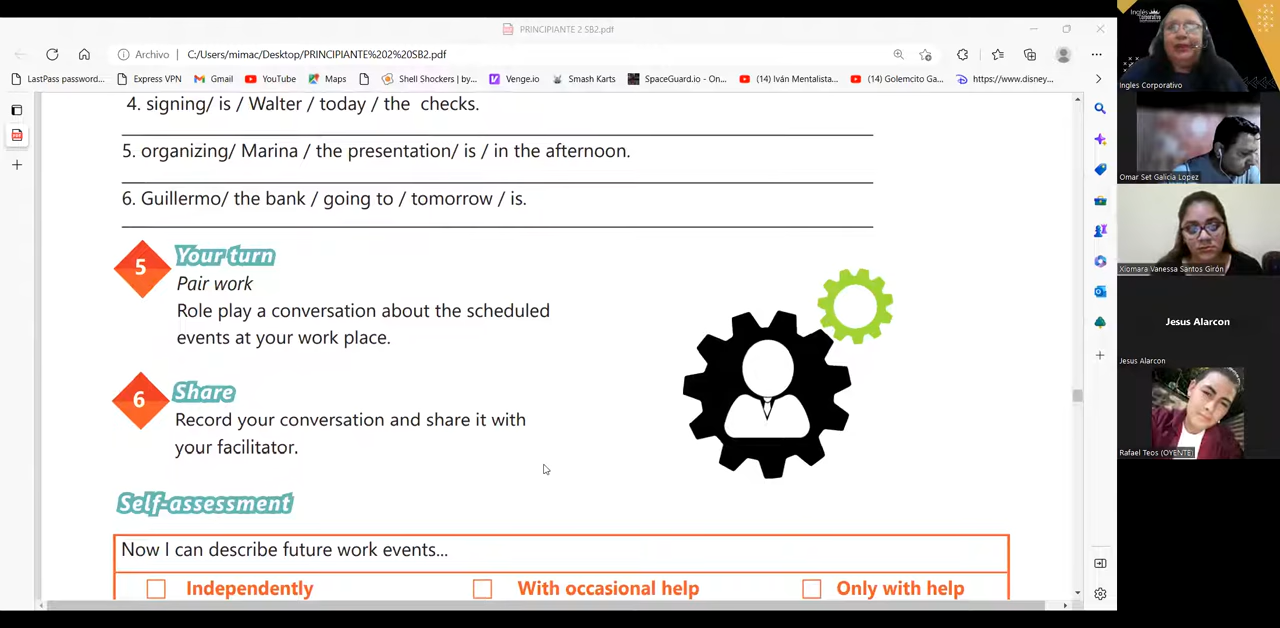 PRINCIPIANTE 2 SB2.pdf
Archivo C:/Users/mimac/Desktop/PRINCIPIANTE%202%20SB2.pdf
LastPass password... Express VPN Gmail YouTube Maps Shell Shockers | by... Venge.io Smash Karts SpaceGuard.io - On... (14) Iván Mentalista... (14) Golemcito Ga... https://www.disney...
4. signing/ is / Walter / today / the checks.
5. organizing/ Marina / the presentation/ is / in the afternoon.
6. Guillermo/ the bank / going to / tomorrow / is.
5
Your turn
Pair work
Role play a conversation about the scheduled
events at your work place.
6
Share
Record your conversation and share it with
your facilitator.
Self-assessment
Now I can describe future work events...
Independently With occasional help Only with help
Inglés
Corporativo
Ingles Corporativo
Omar Set Galicia Lopez
Xiomara Vanessa Santos Girón
Jesus Alarcon
Jesus Alarcon
Rafael Teos (OYENTE)